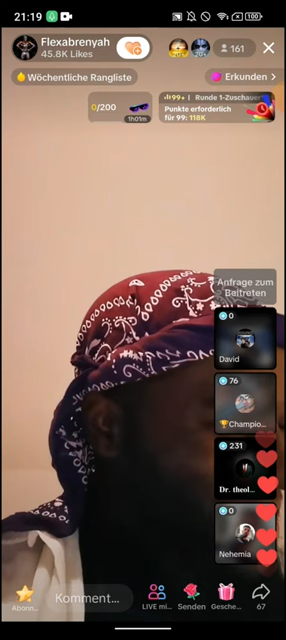 21:19
100
Flexabrenyah
45.8K Likes
161
Wöchentliche Rangliste
Erkunden >
0/200
1h01m
99+ | Runde 1-Zuschauer
Punkte erforderlich
für 99: 118K
Anfrage zum
Beitreten
0
David
76
🏆Champio...
231
Dr. theol...
0
Nehemia
Abonn...
Komment...
LIVE mi...
Senden
Gesche...
67